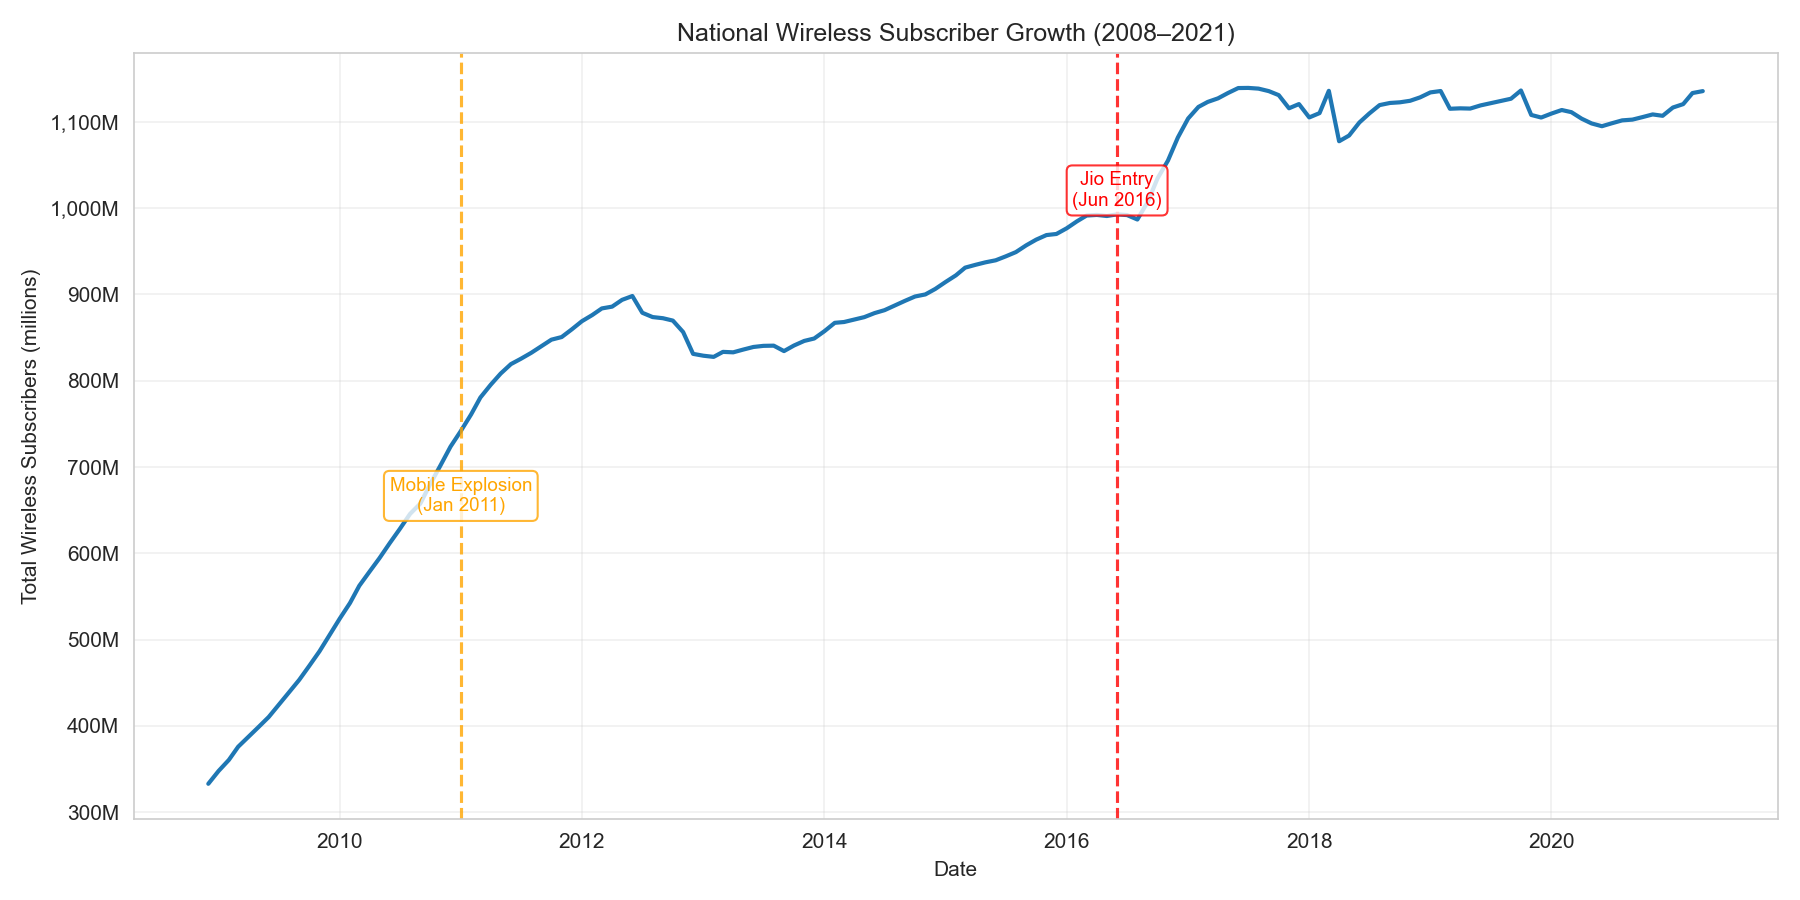 National Wireless Subscriber Growth (2008–2021)
Total Wireless Subscribers (millions)
1,100M
1,000M
900M
800M
700M
600M
500M
400M
300M
Jio Entry
(Jun 2016)
Mobile Explosion
(Jan 2011)
2010
2012
2014
2016
2018
2020
Date